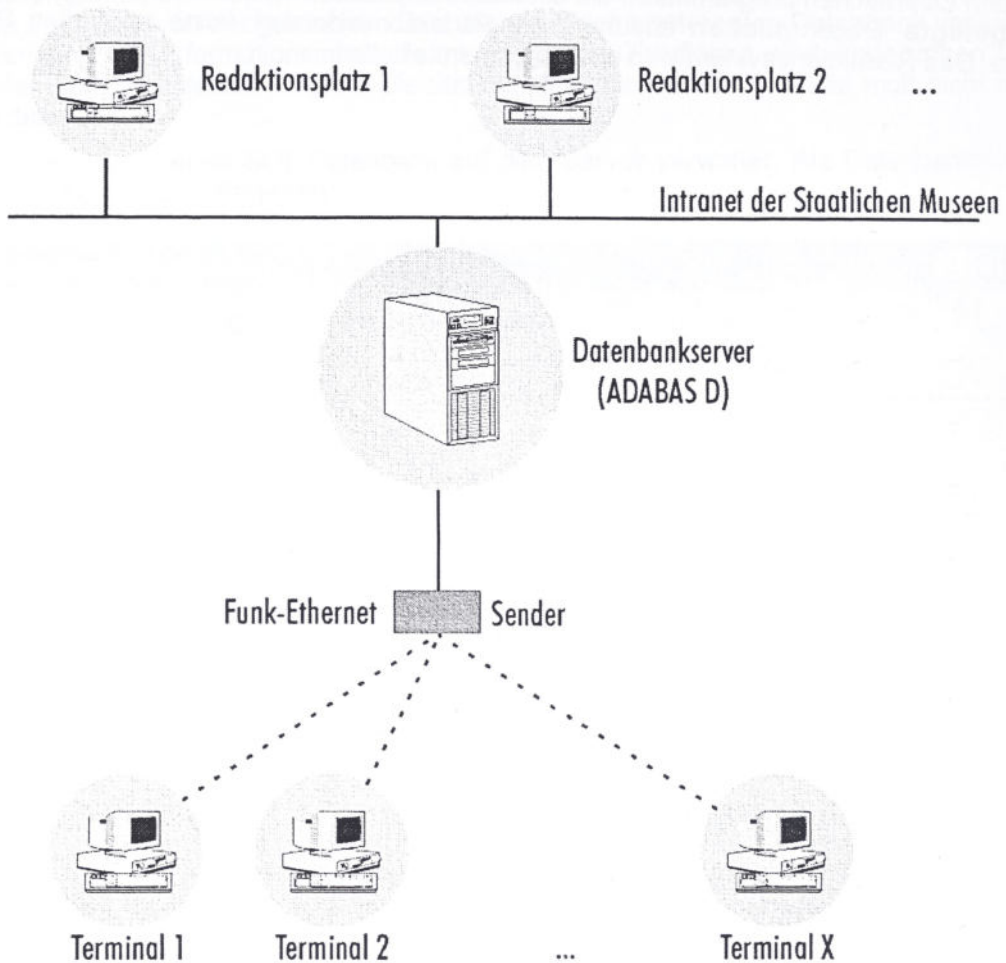 Redaktionsplatz 1
Redaktionsplatz 2
...
Intranet der Staatlichen Museen
Datenbankserver
(ADABAS D)
Funk-Ethernet
Sender
Terminal 1
Terminal 2
...
Terminal X